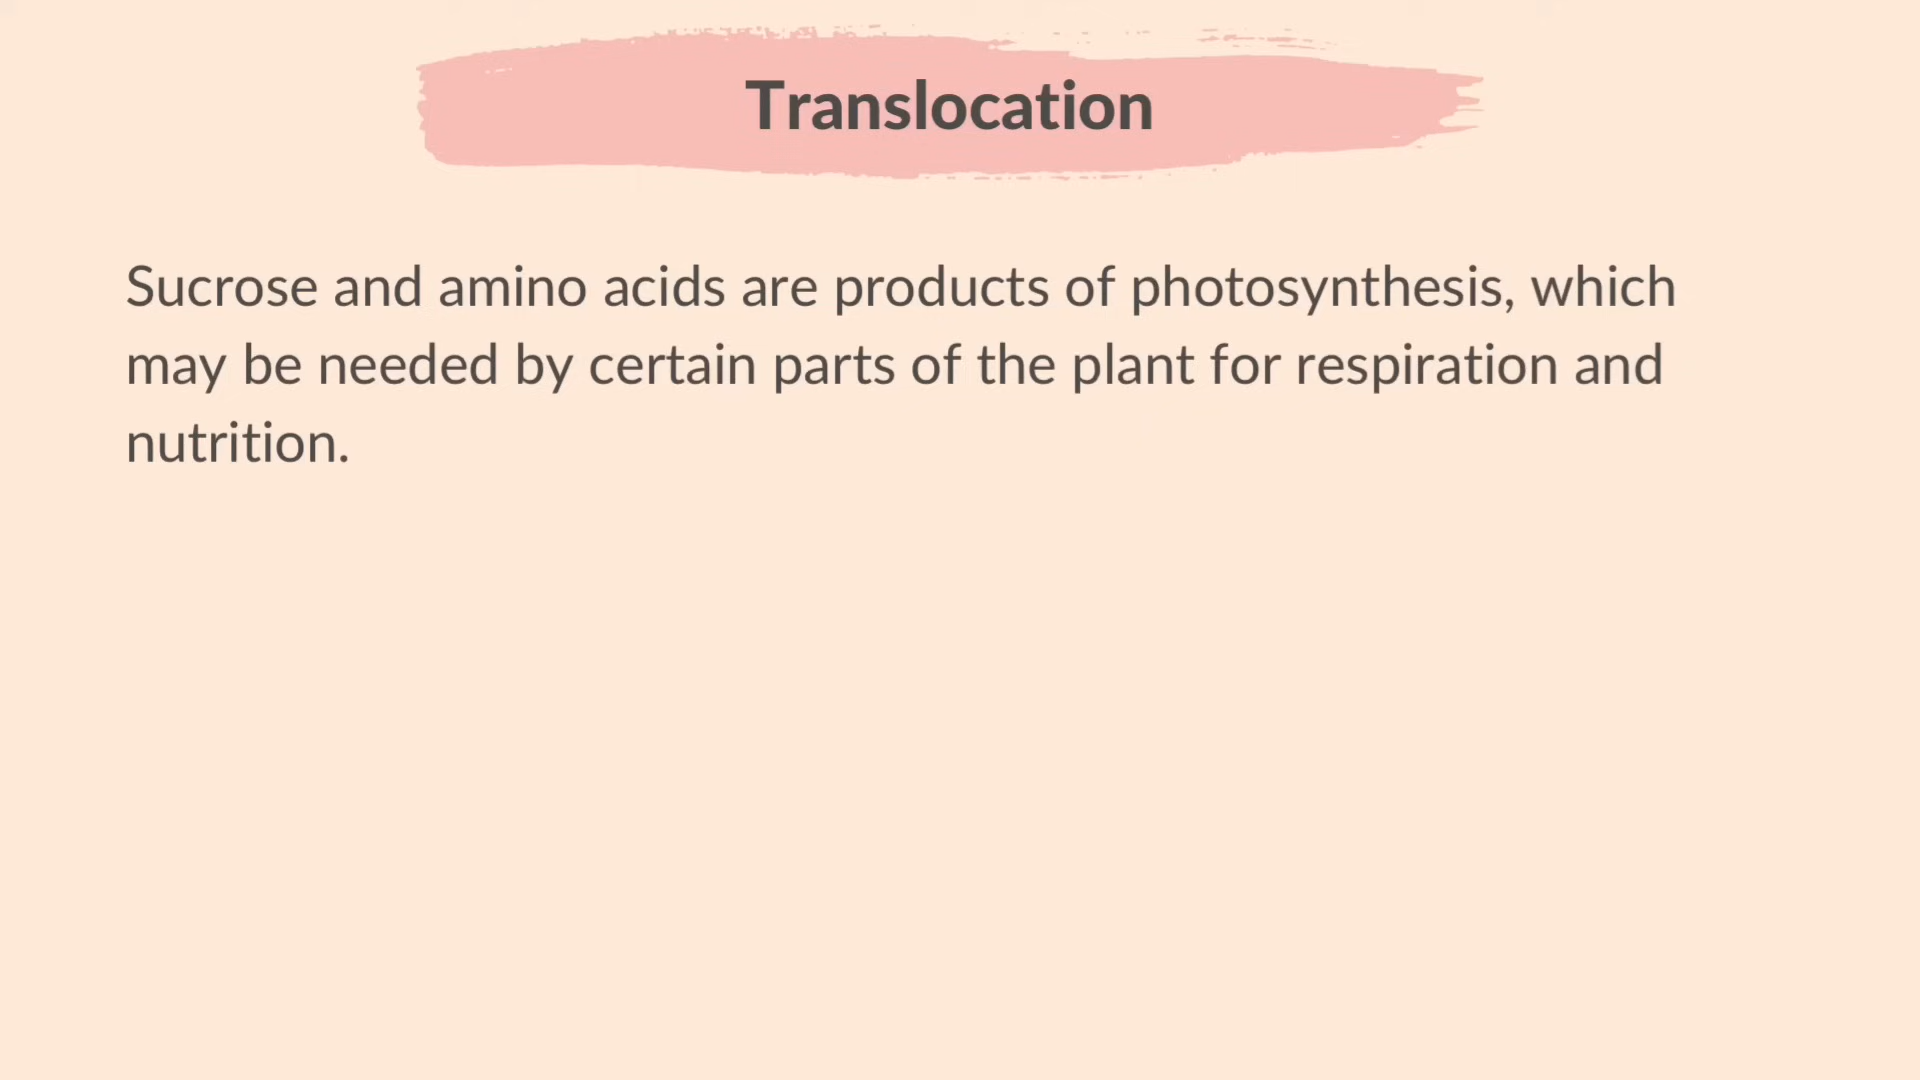 Translocation
Sucrose and amino acids are products of photosynthesis, which
may be needed by certain parts of the plant for respiration and
nutrition.